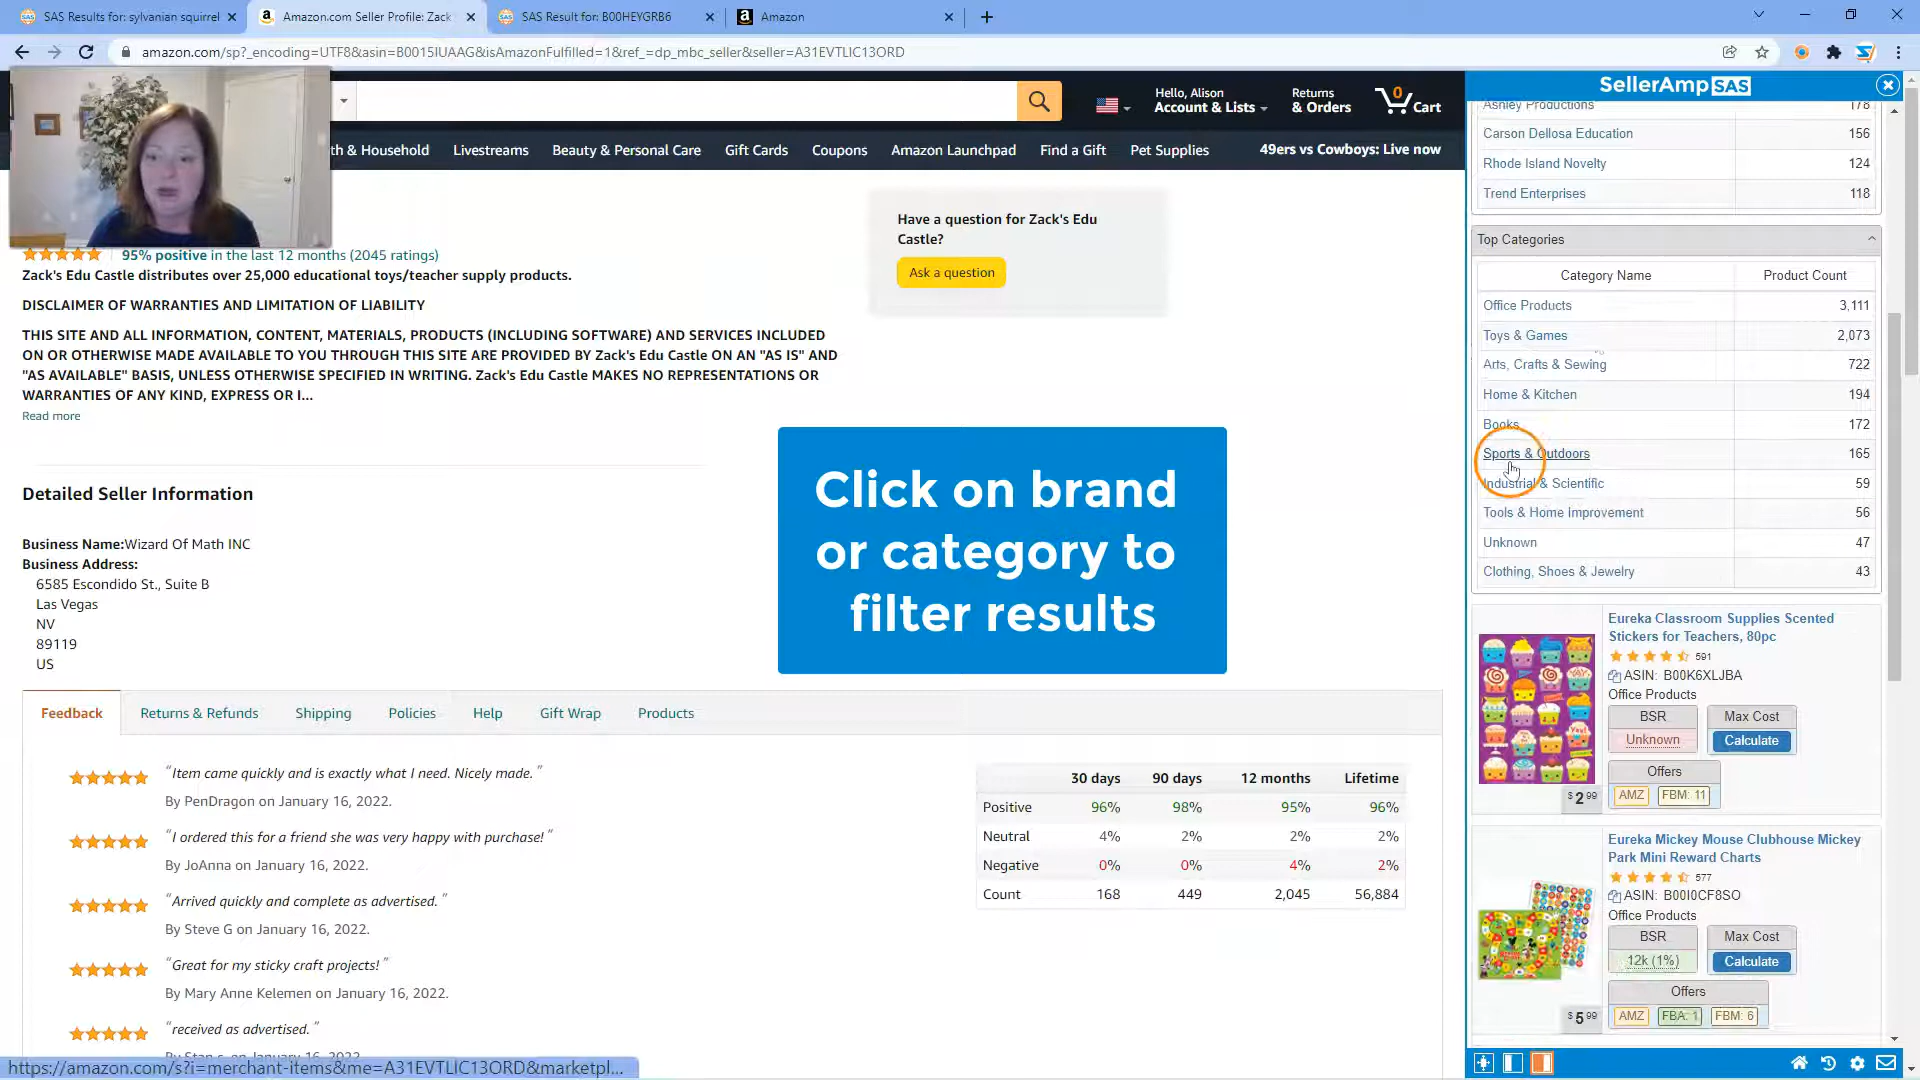 SAS Results for: sylvanian squirrel
Amazon.com Seller Profile: Zack
SAS Result for: B00HEYGRB6
Amazon
amazon.com/sp?_encoding=UTF8&asin=B0015IUAAG&isAmazonFulfilled=1&ref_=dp_mbc_seller&seller=A31EVTLIC13ORD
Hello, Alison
Account & Lists
Returns
& Orders
0
Cart
th & Household
Livestreams
Beauty & Personal Care
Gift Cards
Coupons
Amazon Launchpad
Find a Gift
Pet Supplies
49ers vs Cowboys: Live now
95% positive in the last 12 months (2045 ratings)
Zack's Edu Castle distributes over 25,000 educational toys/teacher supply products.
DISCLAIMER OF WARRANTIES AND LIMITATION OF LIABILITY
THIS SITE AND ALL INFORMATION, CONTENT, MATERIALS, PRODUCTS (INCLUDING SOFTWARE) AND SERVICES INCLUDED
ON OR OTHERWISE MADE AVAILABLE TO YOU THROUGH THIS SITE ARE PROVIDED BY Zack's Edu Castle ON AN "AS IS" AND
"AS AVAILABLE" BASIS, UNLESS OTHERWISE SPECIFIED IN WRITING. Zack's Edu Castle MAKES NO REPRESENTATIONS OR
WARRANTIES OF ANY KIND, EXPRESS OR I...
Read more
Have a question for Zack's Edu
Castle?
Ask a question
Click on brand
or category to
filter results
Detailed Seller Information
Business Name:Wizard Of Math INC
Business Address:
6585 Escondido St., Suite B
Las Vegas
NV
89119
US
Feedback
Returns & Refunds
Shipping
Policies
Help
Gift Wrap
Products
"Item came quickly and is exactly what I need. Nicely made."
By PenDragon on January 16, 2022.
"I ordered this for a friend she was very happy with purchase!"
By JoAnna on January 16, 2022.
"Arrived quickly and complete as advertised."
By Steve G on January 16, 2022.
"Great for my sticky craft projects!"
By Mary Anne Kelemen on January 16, 2022.
"received as advertised."
By Stan s. on January 16, 2022.
30 days 90 days 12 months Lifetime
Positive 96% 98% 95% 96%
Neutral 4% 2% 2% 2%
Negative 0% 0% 4% 2%
Count 168 449 2,045 56,884
https://amazon.com/s?i=merchant-items&me=A31EVTLIC13ORD&marketpl...
SellerAmp SAS
Ashley Productions 178
Carson Dellosa Education 156
Rhode Island Novelty 124
Trend Enterprises 118
Top Categories
Category Name Product Count
Office Products 3,111
Toys & Games 2,073
Arts, Crafts & Sewing 722
Home & Kitchen 194
Books 172
Sports & Outdoors 165
Industrial & Scientific 59
Tools & Home Improvement 56
Unknown 47
Clothing, Shoes & Jewelry 43
Eureka Classroom Supplies Scented
Stickers for Teachers, 80pc
591
ASIN: B00K6XLJBA
Office Products
BSR
Unknown
Max Cost
Calculate
Offers
AMZ
FBM: 11
$2.99
Eureka Mickey Mouse Clubhouse Mickey
Park Mini Reward Charts
577
ASIN: B00I0CF8SO
Office Products
BSR
12k (1%)
Max Cost
Calculate
Offers
AMZ
FBA: 1
FBM: 6
$5.99